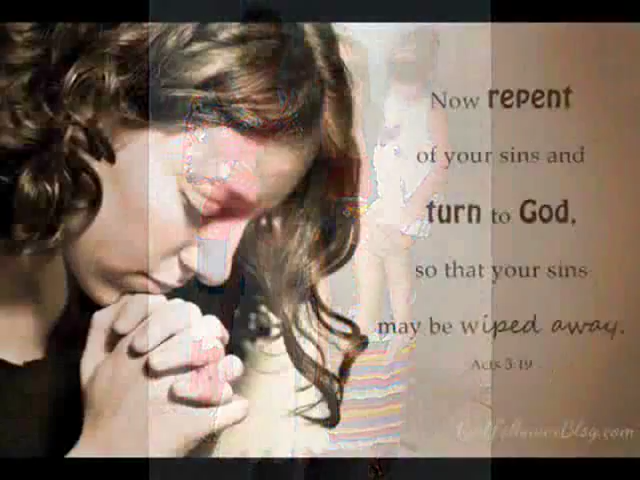 Now repent
of your sins and
turn to God,
so that your sins
may be wiped away.
Acts 3:19